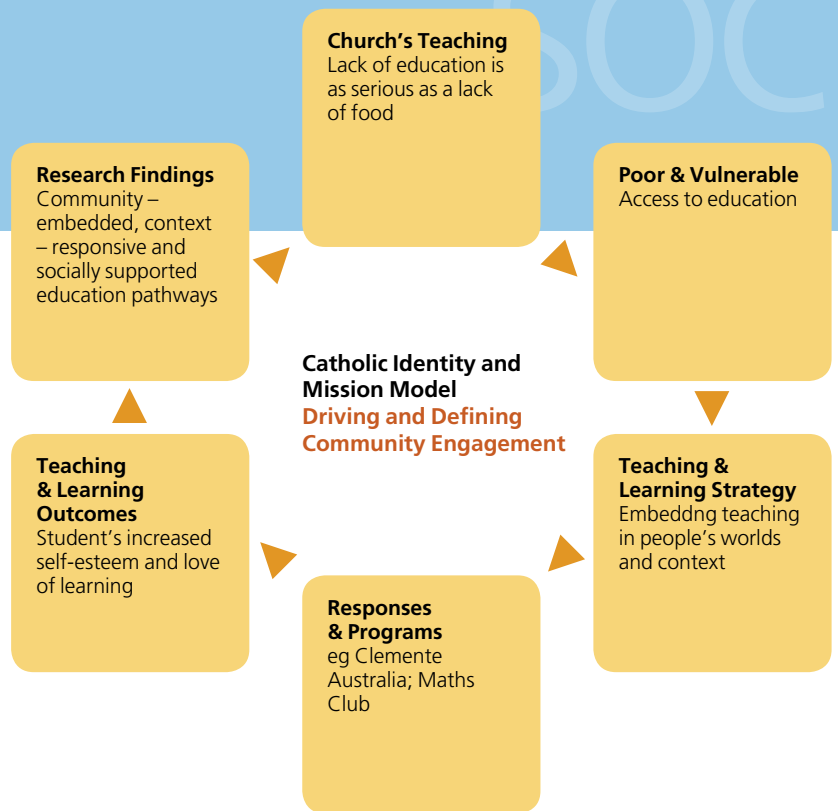 SOC
Church's Teaching
Lack of education is
as serious as a lack
of food
Research Findings
Community –
embedded, context
– responsive and
socially supported
education pathways
Poor & Vulnerable
Access to education
Catholic Identity and
Mission Model
Driving and Defining
Community Engagement
Teaching
& Learning
Outcomes
Student's increased
self-esteem and love
of learning
Teaching &
Learning Strategy
Embeddng teaching
in people's worlds
and context
Responses
& Programs
eg Clemente
Australia; Maths
Club